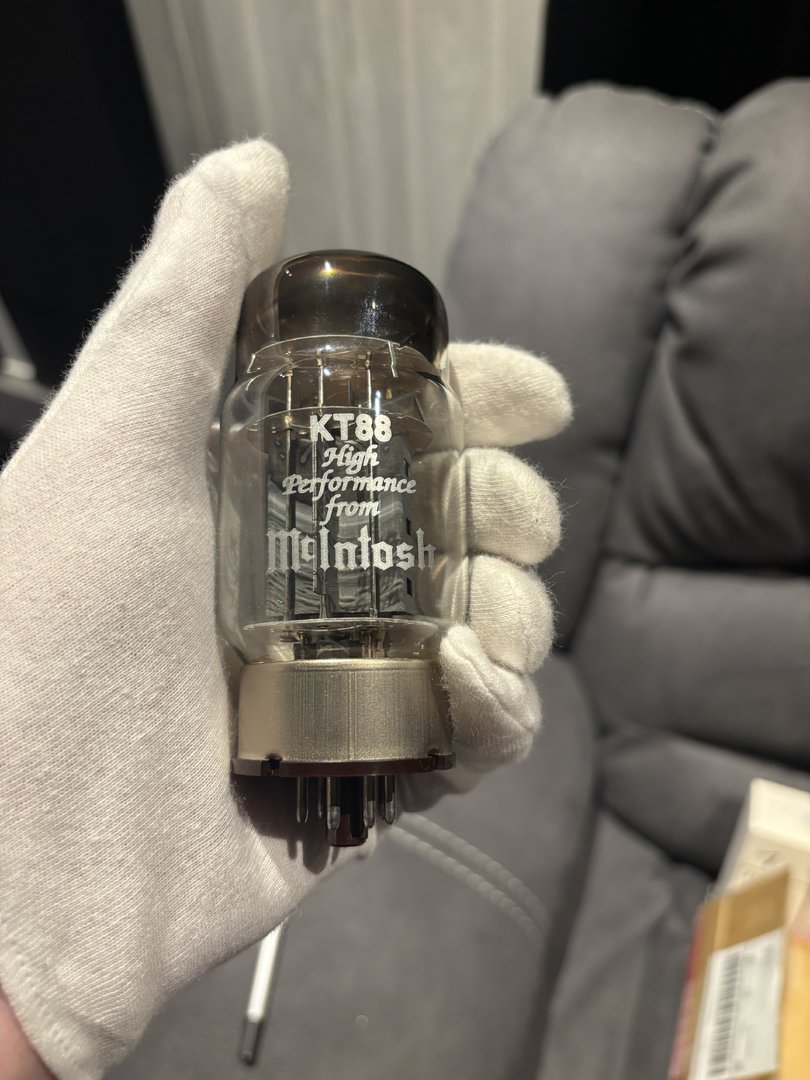 KT88
High
Performance
from
McIntosh